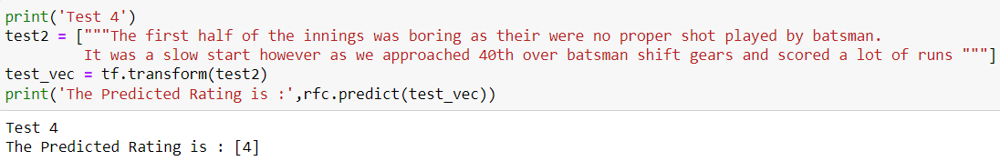 print('Test 4')
test2 = ["""The first half of the innings was boring as their were no proper shot played by batsman.
It was a slow start however as we approached 40th over batsman shift gears and scored a lot of runs """]
test_vec = tf.transform(test2)
print('The Predicted Rating is :',rfc.predict(test_vec))
Test 4
The Predicted Rating is : [4]